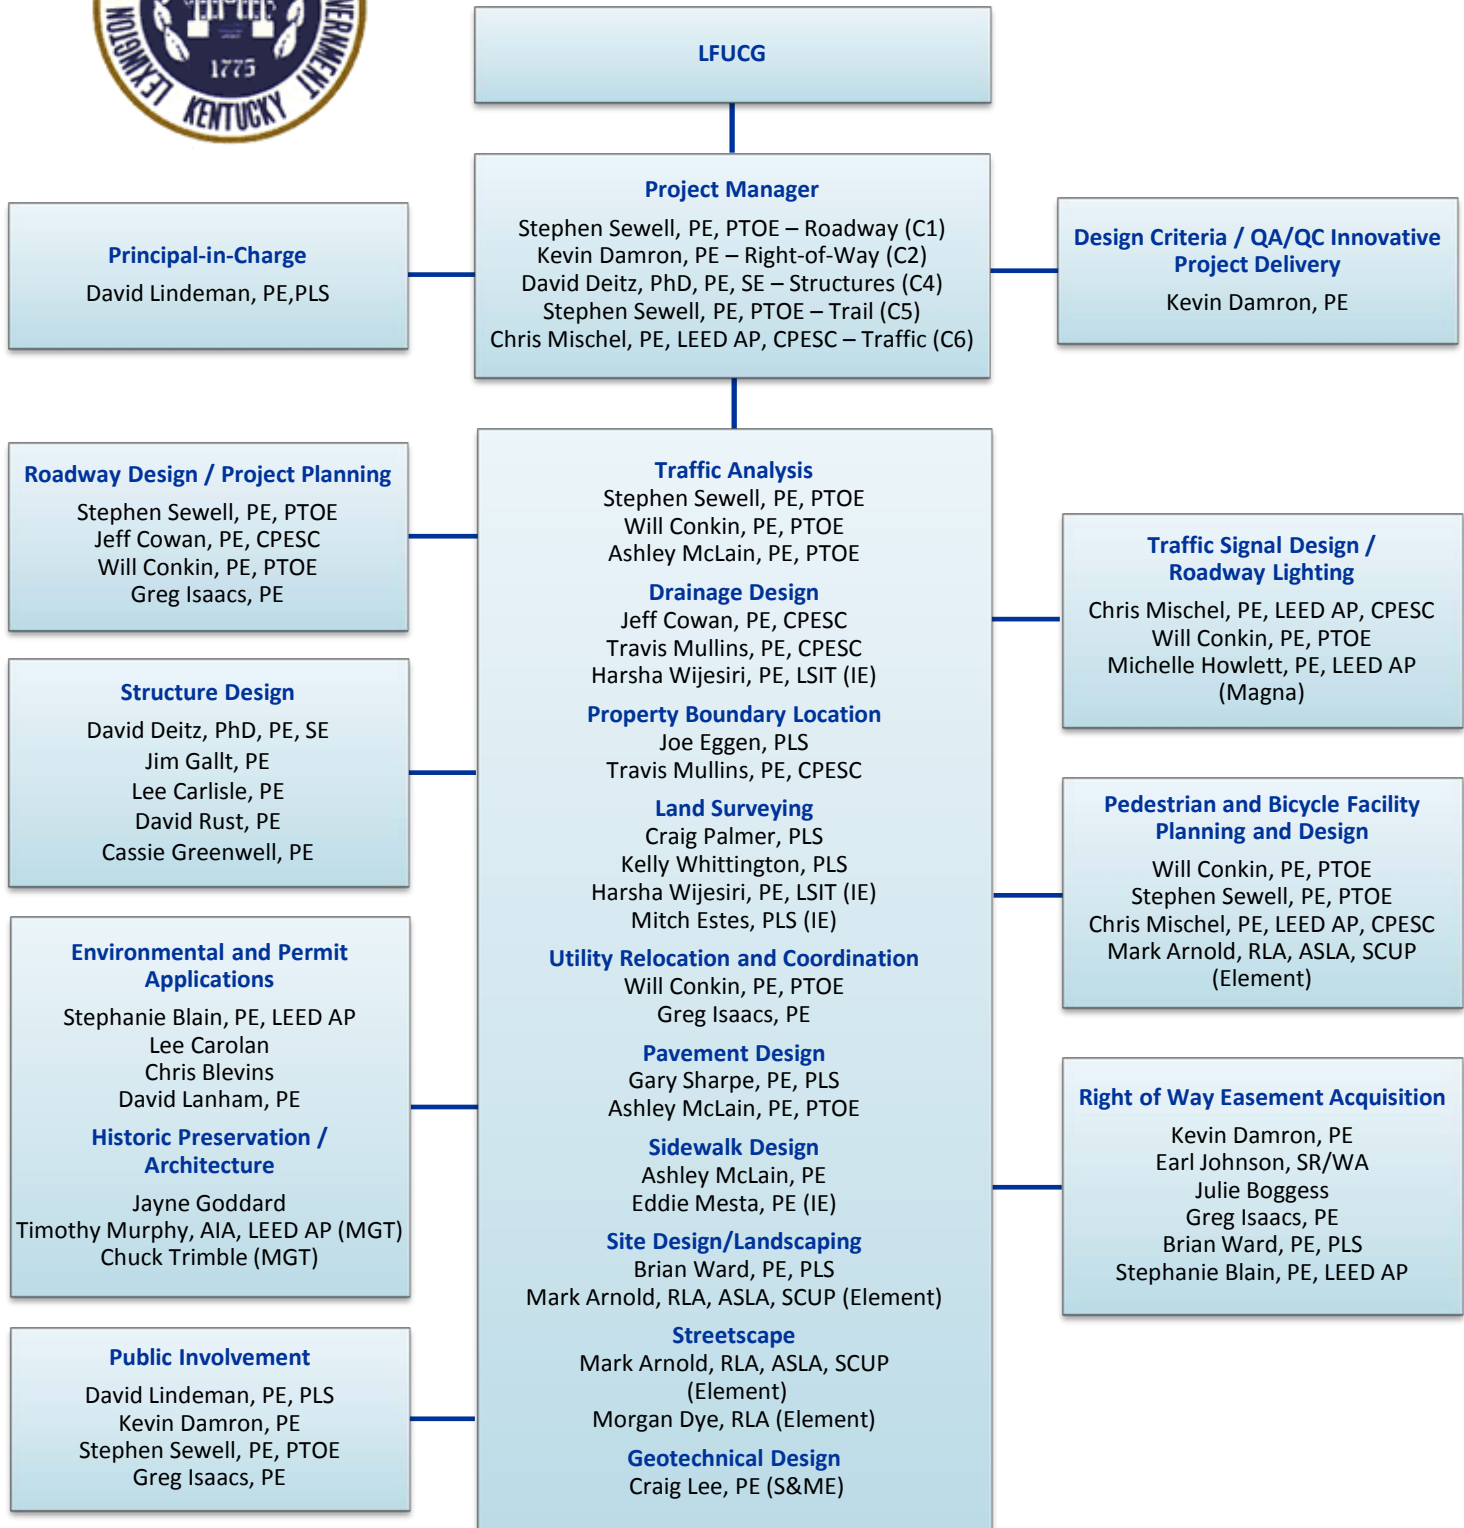 VERNMENT
LEXINGTON
1775
KENTUCKY
LFUCG
Project Manager
Stephen Sewell, PE, PTOE – Roadway (C1)
Kevin Damron, PE – Right-of-Way (C2)
David Deitz, PhD, PE, SE – Structures (C4)
Stephen Sewell, PE, PTOE – Trail (C5)
Chris Mischel, PE, LEED AP, CPESC – Traffic (C6)
Principal-in-Charge
David Lindeman, PE,PLS
Design Criteria / QA/QC Innovative
Project Delivery
Kevin Damron, PE
Roadway Design / Project Planning
Stephen Sewell, PE, PTOE
Jeff Cowan, PE, CPESC
Will Conkin, PE, PTOE
Greg Isaacs, PE
Structure Design
David Deitz, PhD, PE, SE
Jim Gallt, PE
Lee Carlisle, PE
David Rust, PE
Cassie Greenwell, PE
Environmental and Permit
Applications
Stephanie Blain, PE, LEED AP
Lee Carolan
Chris Blevins
David Lanham, PE
Historic Preservation /
Architecture
Jayne Goddard
Timothy Murphy, AIA, LEED AP (MGT)
Chuck Trimble (MGT)
Public Involvement
David Lindeman, PE, PLS
Kevin Damron, PE
Stephen Sewell, PE, PTOE
Greg Isaacs, PE
Traffic Analysis
Stephen Sewell, PE, PTOE
Will Conkin, PE, PTOE
Ashley McLain, PE, PTOE
Drainage Design
Jeff Cowan, PE, CPESC
Travis Mullins, PE, CPESC
Harsha Wijesiri, PE, LSIT (IE)
Property Boundary Location
Joe Eggen, PLS
Travis Mullins, PE, CPESC
Land Surveying
Craig Palmer, PLS
Kelly Whittington, PLS
Harsha Wijesiri, PE, LSIT (IE)
Mitch Estes, PLS (IE)
Utility Relocation and Coordination
Will Conkin, PE, PTOE
Greg Isaacs, PE
Pavement Design
Gary Sharpe, PE, PLS
Ashley McLain, PE, PTOE
Sidewalk Design
Ashley McLain, PE
Eddie Mesta, PE (IE)
Site Design/Landscaping
Brian Ward, PE, PLS
Mark Arnold, RLA, ASLA, SCUP (Element)
Streetscape
Mark Arnold, RLA, ASLA, SCUP
(Element)
Morgan Dye, RLA (Element)
Geotechnical Design
Craig Lee, PE (S&ME)
Traffic Signal Design /
Roadway Lighting
Chris Mischel, PE, LEED AP, CPESC
Will Conkin, PE, PTOE
Michelle Howlett, PE, LEED AP
(Magna)
Pedestrian and Bicycle Facility
Planning and Design
Will Conkin, PE, PTOE
Stephen Sewell, PE, PTOE
Chris Mischel, PE, LEED AP, CPESC
Mark Arnold, RLA, ASLA, SCUP
(Element)
Right of Way Easement Acquisition
Kevin Damron, PE
Earl Johnson, SR/WA
Julie Boggess
Greg Isaacs, PE
Brian Ward, PE, PLS
Stephanie Blain, PE, LEED AP